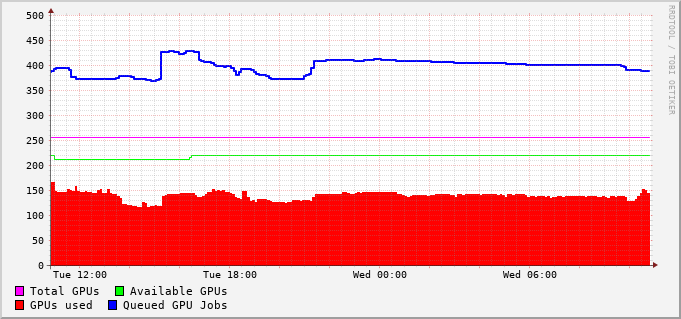 500
450
400
350
300
250
200
150
100
50
0
Tue 12:00 Tue 18:00 Wed 00:00 Wed 06:00
Total GPUs Available GPUs
GPUs used Queued GPU Jobs
RRDTOOL / TOBI OETIKER